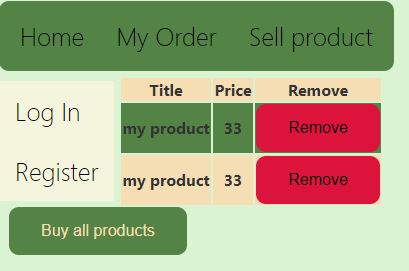 Home My Order Sell product
Log In
Register
Title Price Remove
my product 33 Remove
my product 33 Remove
Buy all products